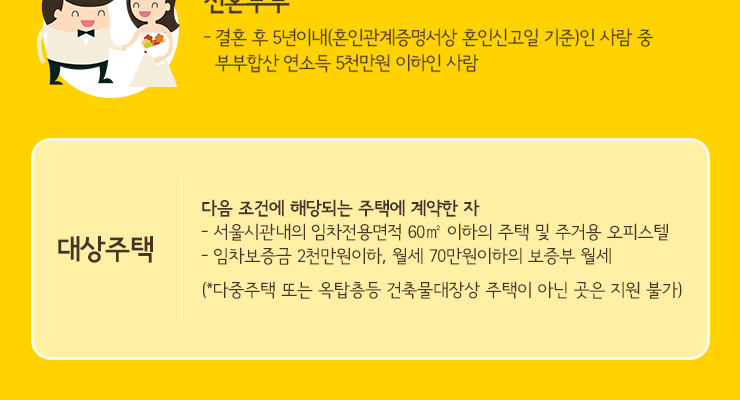 신혼부부
- 결혼 후 5년이내(혼인관계증명서상 혼인신고일 기준)인 사람 중
부부합산 연소득 5천만원 이하인 사람
대상주택
다음 조건에 해당되는 주택에 계약한 자
- 서울시관내의 임차전용면적 60㎡ 이하의 주택 및 주거용 오피스텔
- 임차보증금 2천만원이하, 월세 70만원이하의 보증부 월세
(*다중주택 또는 옥탑층등 건축물대장상 주택이 아닌 곳은 지원 불가)